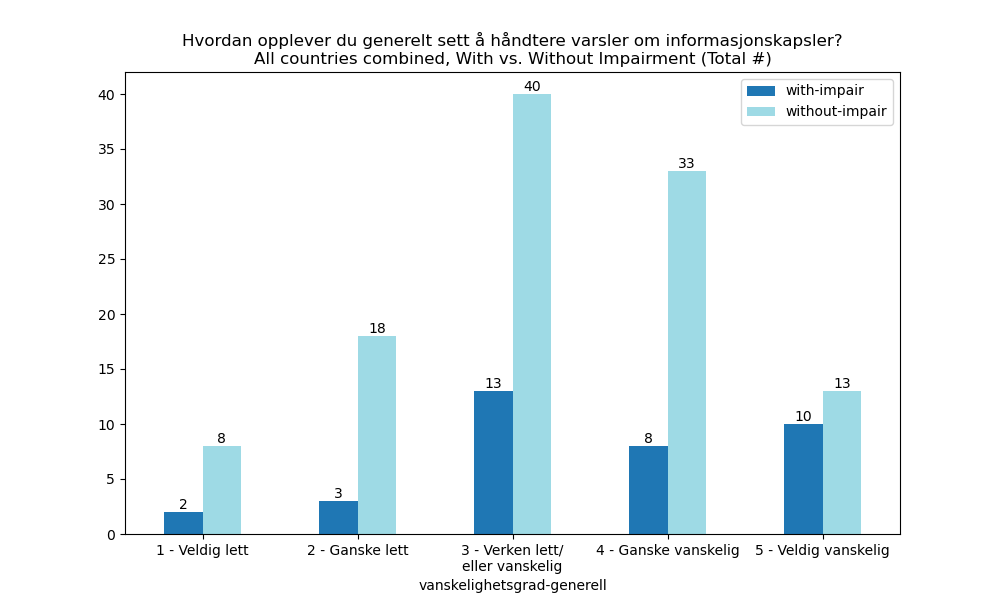 Hvordan opplever du generelt sett å håndtere varsler om informasjonskapsler?
All countries combined, With vs. Without Impairment (Total #)
with-impair
without-impair
40
35
30
25
20
15
10
5
0
2
8
3
18
13
40
8
33
10
13
1 - Veldig lett
2 - Ganske lett
3 - Verken lett/
eller vanskelig
4 - Ganske vanskelig
5 - Veldig vanskelig
vanskelighetsgrad-generell